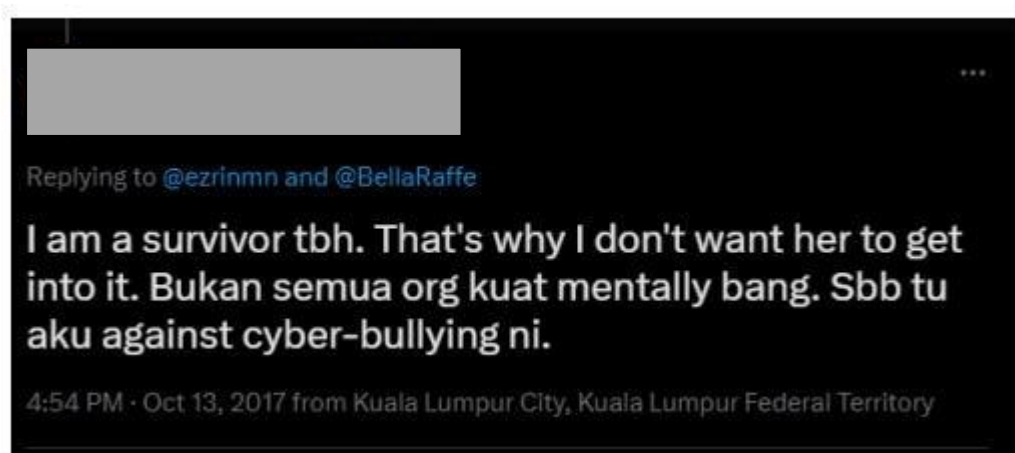 Replying to @ezrinmn and @BellaRaffe
I am a survivor tbh. That's why I don't want her to get
into it. Bukan semua org kuat mentally bang. Sbb tu
aku against cyber-bullying ni.
4:54 PM · Oct 13, 2017 from Kuala Lumpur City, Kuala Lumpur Federal Territory